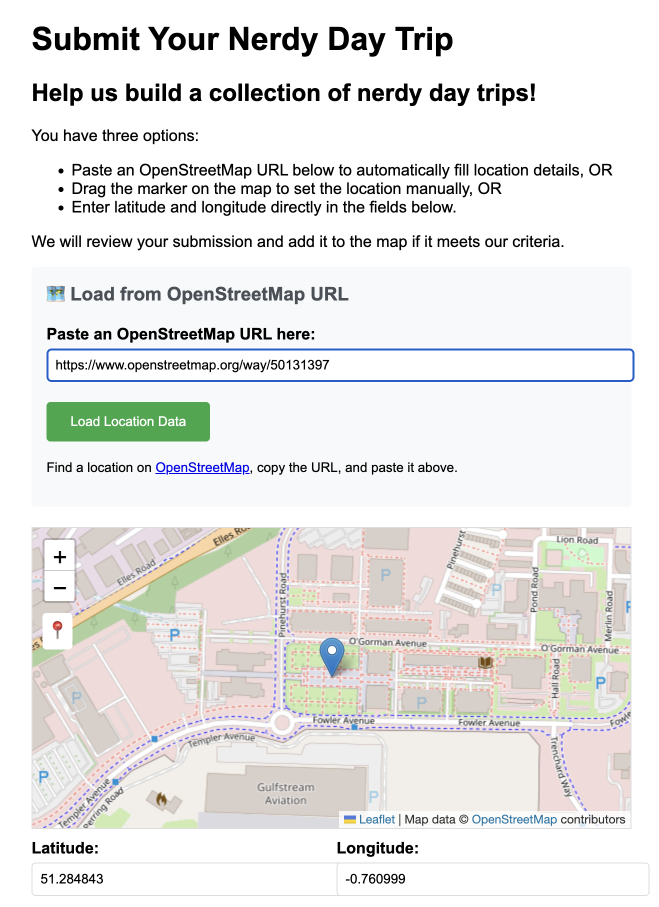 Submit Your Nerdy Day Trip
Help us build a collection of nerdy day trips!
You have three options:
• Paste an OpenStreetMap URL below to automatically fill location details, OR
• Drag the marker on the map to set the location manually, OR
• Enter latitude and longitude directly in the fields below.
We will review your submission and add it to the map if it meets our criteria.
Load from OpenStreetMap URL
Paste an OpenStreetMap URL here:
https://www.openstreetmap.org/way/50131397
Load Location Data
Find a location on OpenStreetMap, copy the URL, and paste it above.
+
−
Elles Road
Elles Ro
Pinehurst
Lion Road
P
P
Pinehurst Road
Pond Road
Merlin Road
P
P
O'Gorman Avenue
O'Gorman Avenue
Hall Road
P
P
P
Fowler Avenue
Fowler Avenue
Fowle
Templer Avenue
Trenchard Way
P
Templer Avenue
Perring Road
Gulfstream
Aviation
P
Leaflet | Map data © OpenStreetMap contributors
Latitude:
Longitude:
51.284843
-0.760999